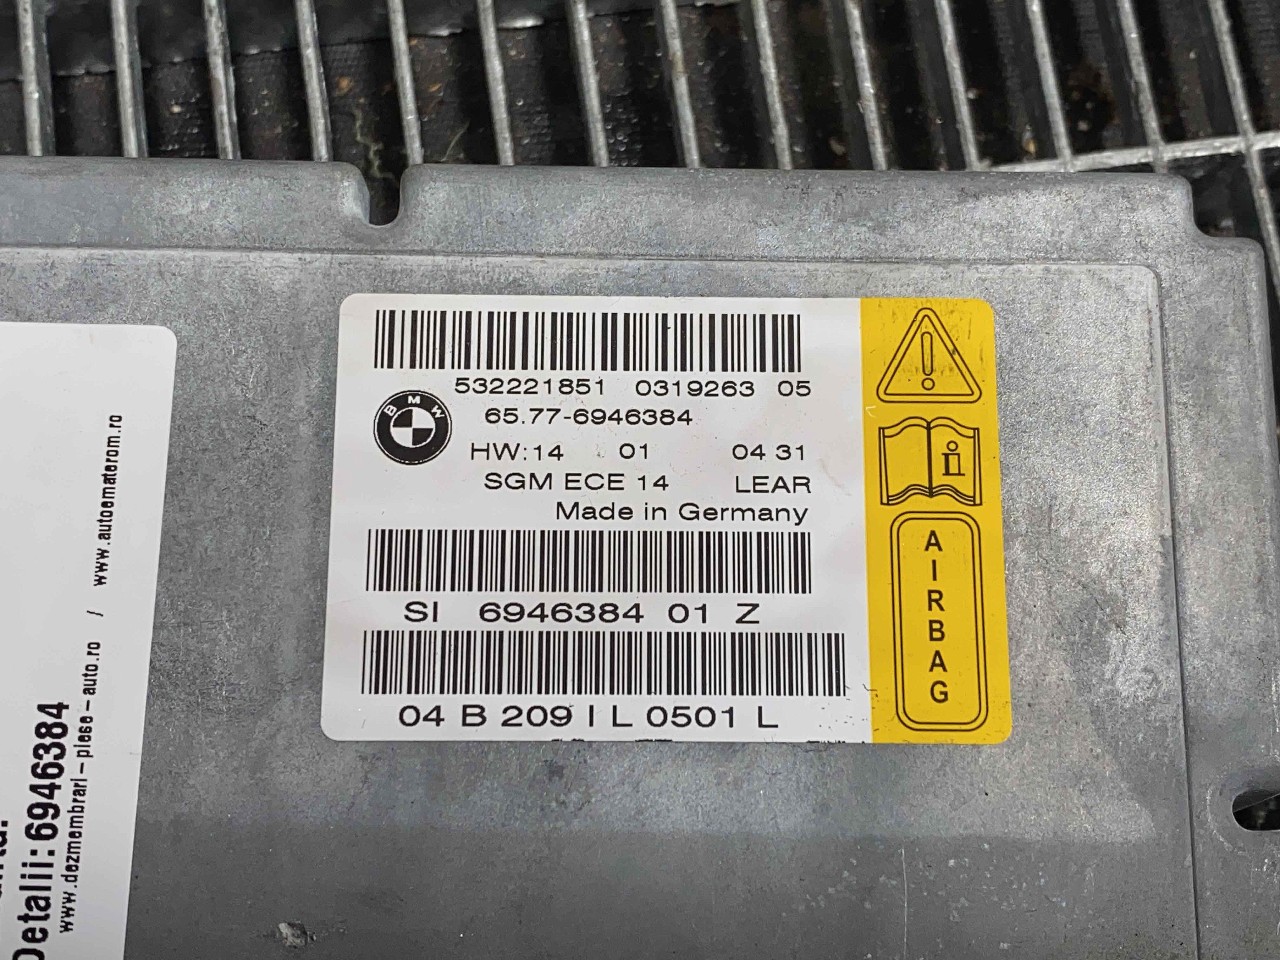 532221851 0319263 05
BMW
65.77-6946384
HW:14 01 04 31
SGM ECE 14 LEAR
Made in Germany
SI 6946384 01 Z
04 B 209 I L 0501 L
i
AIRBAG
Detalii:6946384
www.dezmembrari-piese-auto.ro / www.autoematerom.ro